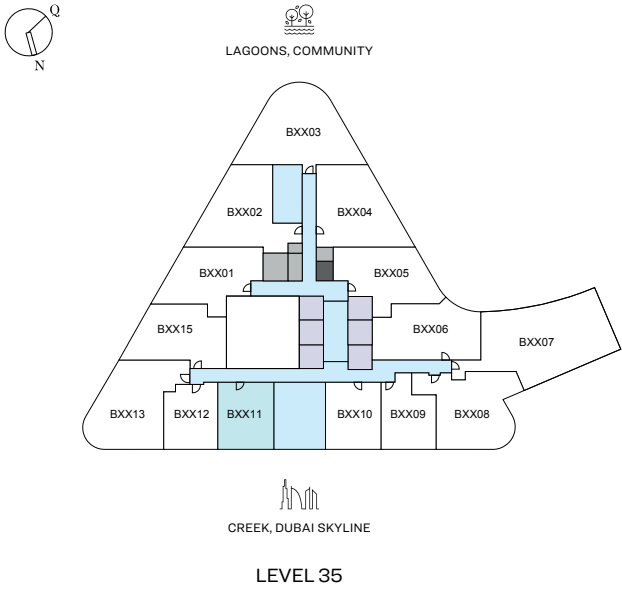 Q
N
LAGOONS, COMMUNITY
BXX03
BXX02
BXX04
BXX01
BXX05
BXX15
BXX06
BXX07
BXX13
BXX12
BXX11
BXX10
BXX09
BXX08
CREEK, DUBAI SKYLINE
LEVEL 35